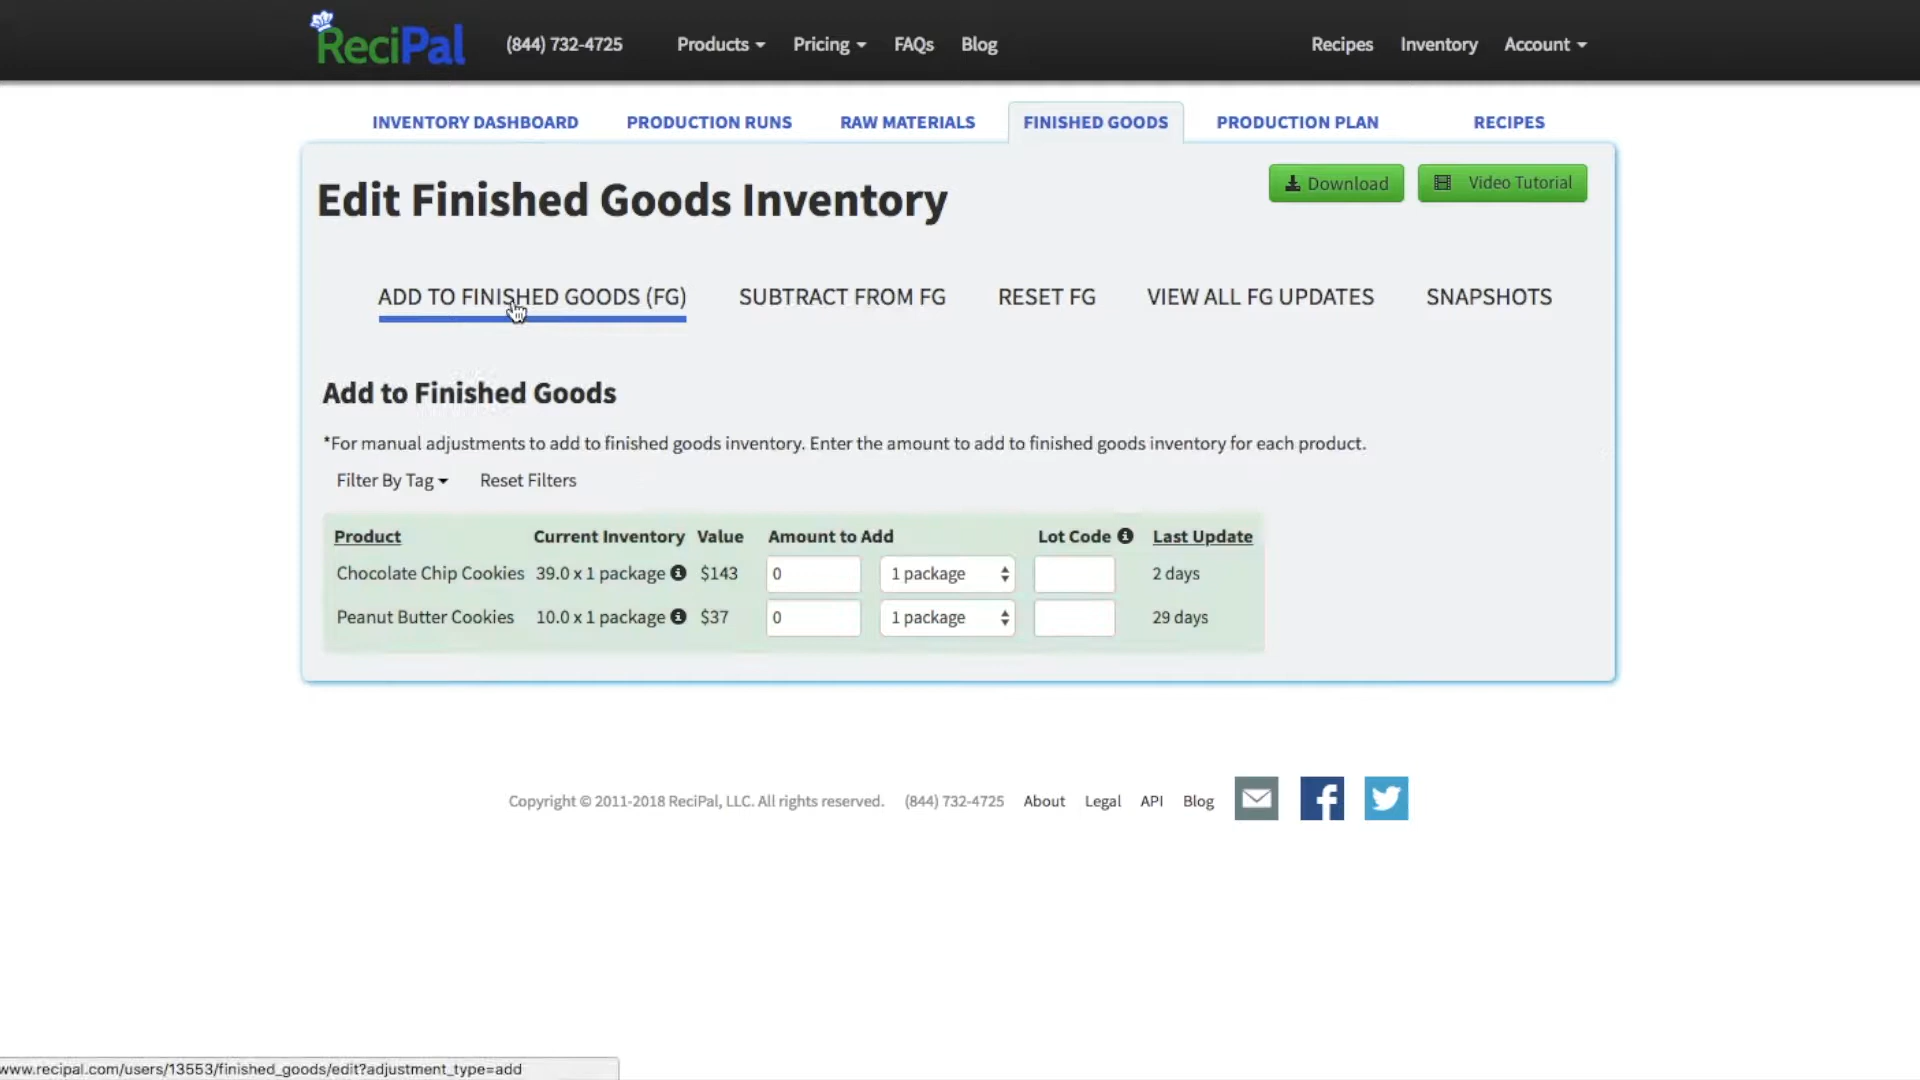 ReciPal (844) 732-4725 Products Pricing FAQs Blog Recipes Inventory Account
INVENTORY DASHBOARD PRODUCTION RUNS RAW MATERIALS FINISHED GOODS PRODUCTION PLAN RECIPES
Edit Finished Goods Inventory Download Video Tutorial
ADD TO FINISHED GOODS (FG) SUBTRACT FROM FG RESET FG VIEW ALL FG UPDATES SNAPSHOTS
Add to Finished Goods
*For manual adjustments to add to finished goods inventory. Enter the amount to add to finished goods inventory for each product.
Filter By Tag Reset Filters
Product Current Inventory Value Amount to Add Lot Code Last Update
Chocolate Chip Cookies 39.0 x 1 package $143 0 1 package 2 days
Peanut Butter Cookies 10.0 x 1 package $37 0 1 package 29 days
Copyright © 2011-2018 ReciPal, LLC. All rights reserved. (844) 732-4725 About Legal API Blog
www.recipal.com/users/13553/finished_goods/edit?adjustment_type=add